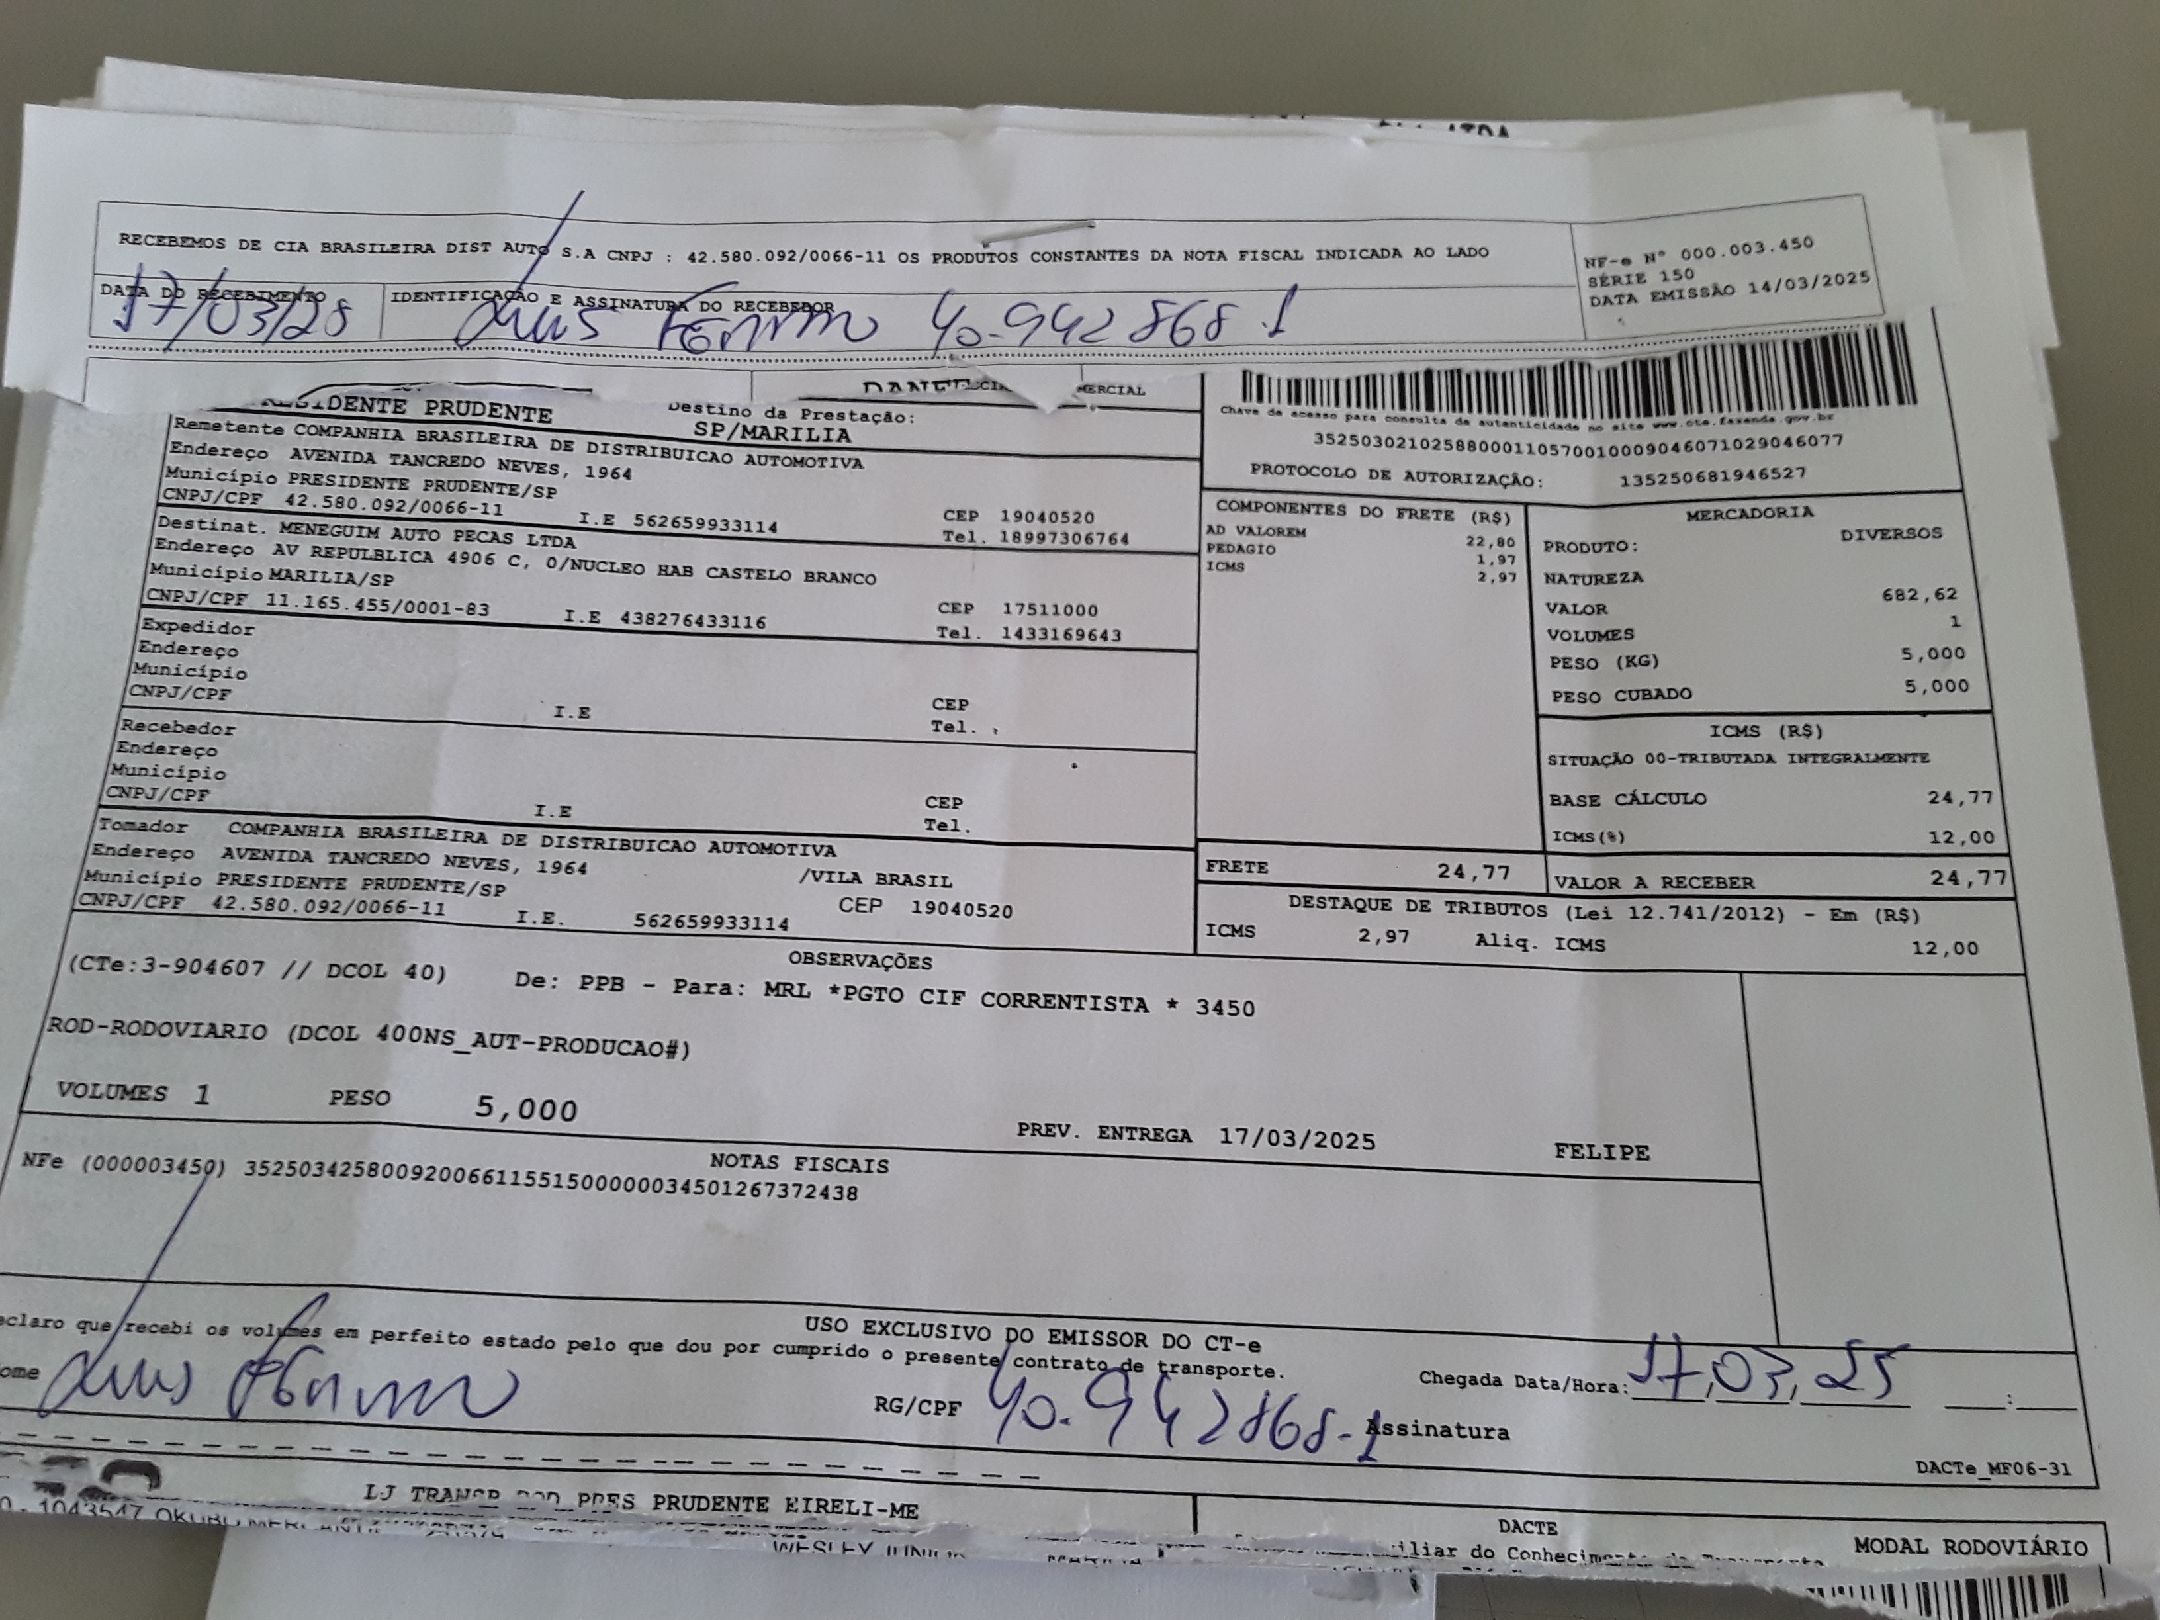 RECEBEMOS DE CIA BRASILEIRA DIST AUTO S.A CNPJ : 42.580.092/0066-11 OS PRODUTOS CONSTANTES DA NOTA FISCAL INDICADA AO LADO
NF-e Nº 000.003.450
SÉRIE 150
DATA EMISSÃO 14/03/2025
DATA DO RECEBIMENTO
IDENTIFICAÇÃO E ASSINATURA DO RECEBEDOR
17/03/25 40.942868.1
PRESIDENTE PRUDENTE
Destino da Prestação:
SP/MARILIA
MERCIAL
Chave de acesso para consulta de autenticidade no site www.cte.fazenda.gov.br
35250302102588000110570010009046071029046077
PROTOCOLO DE AUTORIZAÇÃO: 135250681946527
Remetente COMPANHIA BRASILEIRA DE DISTRIBUICAO AUTOMOTIVA
Endereço AVENIDA TANCREDO NEVES, 1964
Município PRESIDENTE PRUDENTE/SP
CNPJ/CPF 42.580.092/0066-11 I.E 562659933114
CEP 19040520
Tel. 18997306764
Destinat. MENEGUIM AUTO PECAS LTDA
Endereço AV REPULBLICA 4906 C, 0/NUCLEO HAB CASTELO BRANCO
Município MARILIA/SP
CNPJ/CPF 11.165.455/0001-83 I.E 438276433116
CEP 17511000
Tel. 1433169643
Expedidor
Endereço
Município
CNPJ/CPF I.E
CEP
Tel.
Recebedor
Endereço
Município
CNPJ/CPF I.E
CEP
Tel.
Tomador COMPANHIA BRASILEIRA DE DISTRIBUICAO AUTOMOTIVA
Endereço AVENIDA TANCREDO NEVES, 1964 /VILA BRASIL
Município PRESIDENTE PRUDENTE/SP
CNPJ/CPF 42.580.092/0066-11 I.E. 562659933114
CEP 19040520
COMPONENTES DO FRETE (R$)
AD VALOREM 22,80
PEDAGIO 1,97
ICMS 2,97
MERCADORIA
PRODUTO: DIVERSOS
NATUREZA
VALOR 682,62
VOLUMES 1
PESO (KG) 5,000
PESO CUBADO 5,000
ICMS (R$)
SITUAÇÃO 00-TRIBUTADA INTEGRALMENTE
BASE CÁLCULO 24,77
ICMS(%) 12,00
FRETE 24,77
VALOR A RECEBER 24,77
DESTAQUE DE TRIBUTOS (Lei 12.741/2012) - Em (R$)
ICMS 2,97 Aliq. ICMS 12,00
OBSERVAÇÕES
(CTe:3-904607 // DCOL 40) De: PPB - Para: MRL *PGTO CIF CORRENTISTA * 3450
ROD-RODOVIARIO (DCOL 400NS_AUT-PRODUCAO#)
VOLUMES 1 PESO 5,000
PREV. ENTREGA 17/03/2025 FELIPE
NOTAS FISCAIS
NFe (000003450) 35250342580092006611551500000034501267372438
USO EXCLUSIVO DO EMISSOR DO CT-e
eclaro que recebi os volumes em perfeito estado pelo que dou por cumprido o presente contrato de transporte.
ome
RG/CPF 40.942868-1
Assinatura
Chegada Data/Hora: 17,03,25 :
DACTe_MF06-31
LJ TRANSP ROD PRES PRUDENTE EIRELI-ME
DACTE
MODAL RODOVIÁRIO
iliar do Conhecimento